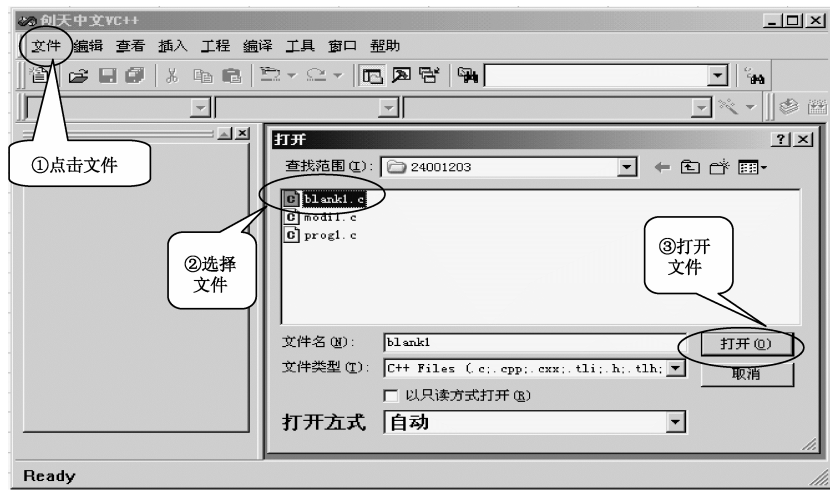 创天中文VC++
文件 编辑 查看 插入 工程 编译 工具 窗口 帮助
①点击文件
打开
查找范围(I): 24001203
blank1.c
modi1.c
prog1.c
②选择
文件
③打开
文件
文件名(N): blank1
打开(O)
文件类型(T): C++ Files (.c;.cpp;.cxx;.tli;.h;.tlh;
取消
以只读方式打开(R)
打开方式 自动
Ready